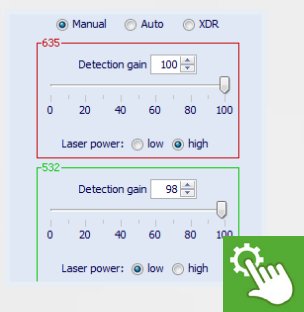 Manual Auto XDR
635
Detection gain 100
0 20 40 60 80 100
Laser power: low high
532
Detection gain 98
0 20 40 60 80 100
Laser power: low high